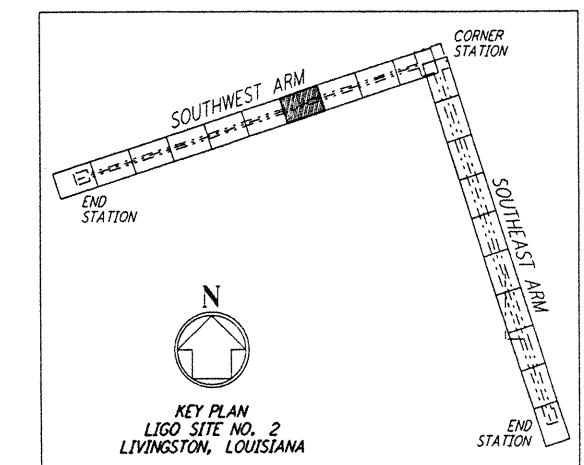 CORNER
STATION
SOUTHWEST ARM
END
STATION
SOUTHEAST ARM
N
KEY PLAN
LIGO SITE NO. 2
LIVINGSTON, LOUISIANA
END
STATION